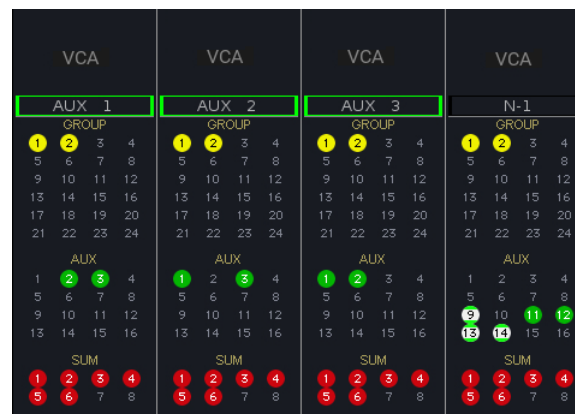 VCA VCA VCA VCA
AUX 1 AUX 2 AUX 3 N-1
GROUP GROUP GROUP GROUP
1 2 3 4 1 2 3 4 1 2 3 4 1 2 3 4
5 6 7 8 5 6 7 8 5 6 7 8 5 6 7 8
9 10 11 12 9 10 11 12 9 10 11 12 9 10 11 12
13 14 15 16 13 14 15 16 13 14 15 16 13 14 15 16
17 18 19 20 17 18 19 20 17 18 19 20 17 18 19 20
21 22 23 24 21 22 23 24 21 22 23 24 21 22 23 24
AUX AUX AUX AUX
1 2 3 4 1 2 3 4 1 2 3 4 1 2 3 4
5 6 7 8 5 6 7 8 5 6 7 8 5 6 7 8
9 10 11 12 9 10 11 12 9 10 11 12 9 10 11 12
13 14 15 16 13 14 15 16 13 14 15 16 13 14 15 16
SUM SUM SUM SUM
1 2 3 4 1 2 3 4 1 2 3 4 1 2 3 4
5 6 7 8 5 6 7 8 5 6 7 8 5 6 7 8